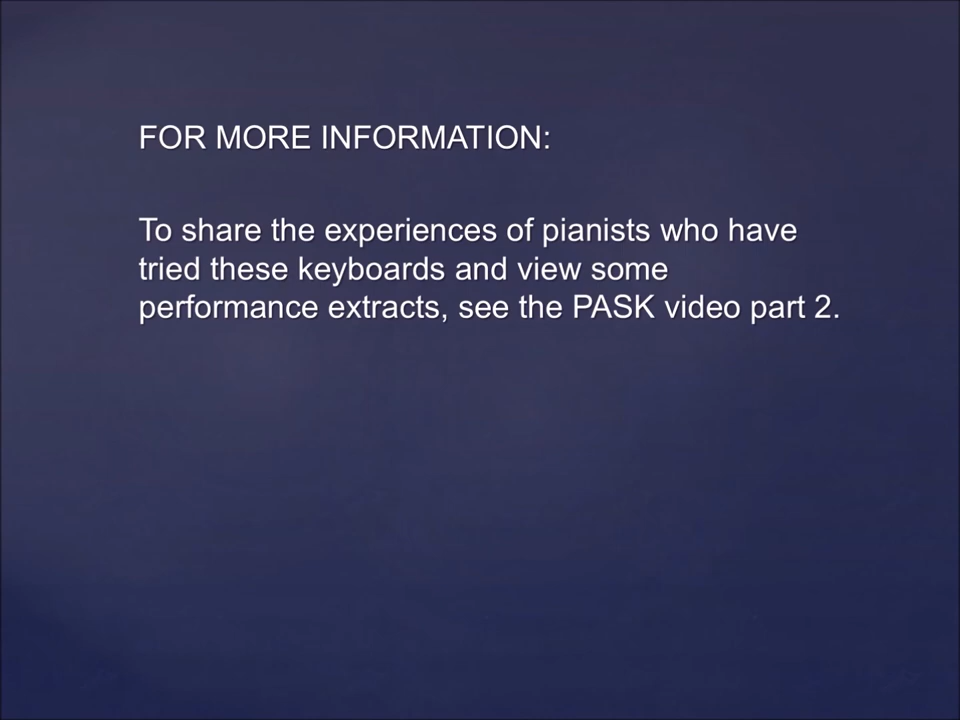 FOR MORE INFORMATION:
To share the experiences of pianists who have
tried these keyboards and view some
performance extracts, see the PASK video part 2.